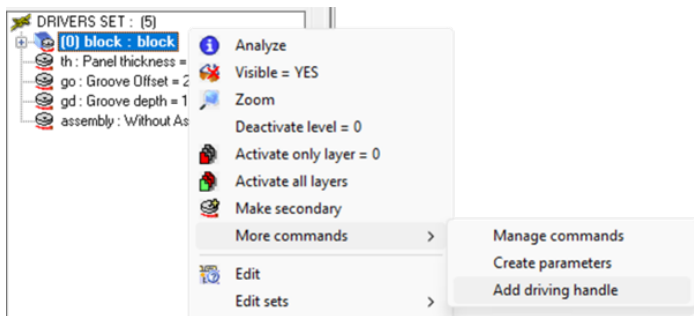 DRIVERS SET : (5)
(0) block : block
th : Panel thickness =
go : Groove Offset = 2
gd : Groove depth = 1
assembly : Without As
Analyze
Visible = YES
Zoom
Deactivate level = 0
Activate only layer = 0
Activate all layers
Make secondary
More commands >
Edit
Edit sets >
Manage commands
Create parameters
Add driving handle